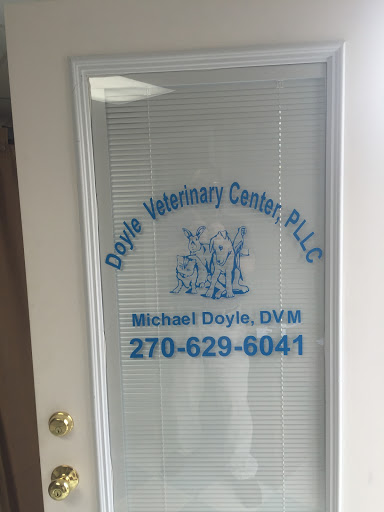 Doyle Veterinary Center, PLLC
Michael Doyle, DVM
270-629-6041